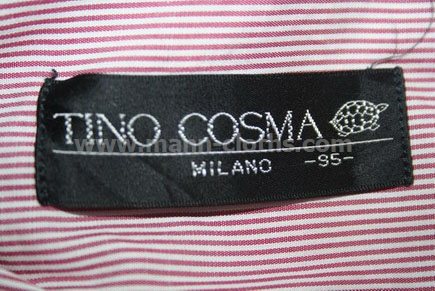 TINO COSMA
MILANO -95-